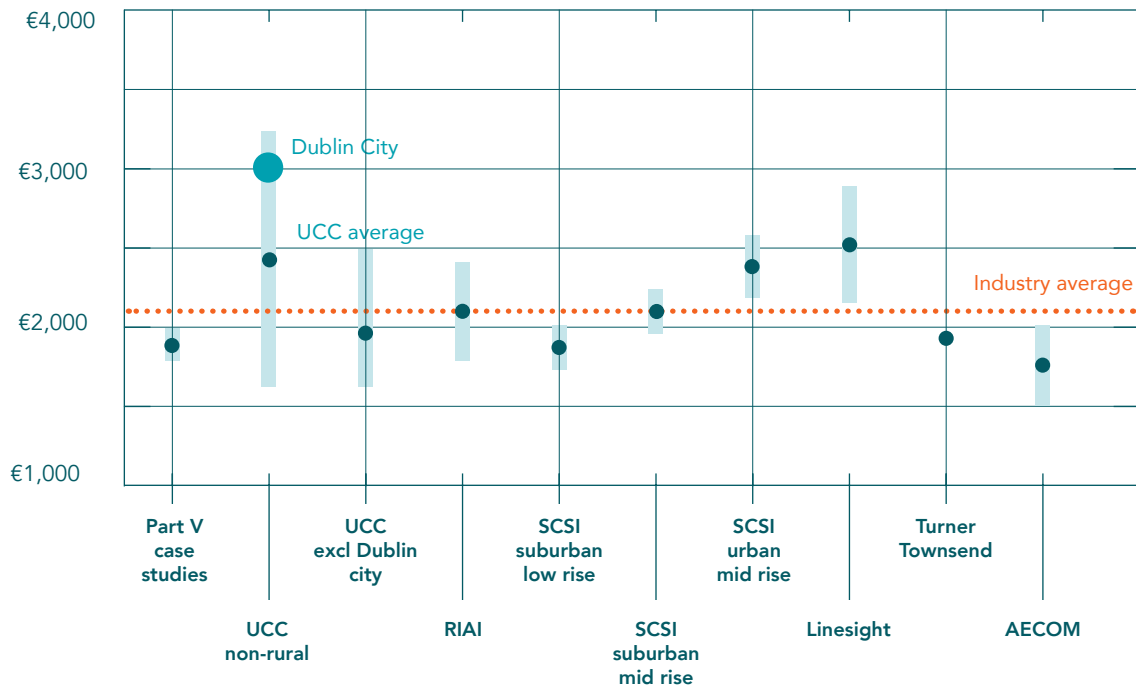 €4,000
Dublin City
€3,000
UCC average
Industry average
€2,000
€1,000
Part V
case
studies
UCC
non-rural
UCC
excl Dublin
city
RIAI
SCSI
suburban
low rise
SCSI
suburban
mid rise
SCSI
urban
mid rise
Linesight
Turner
Townsend
AECOM